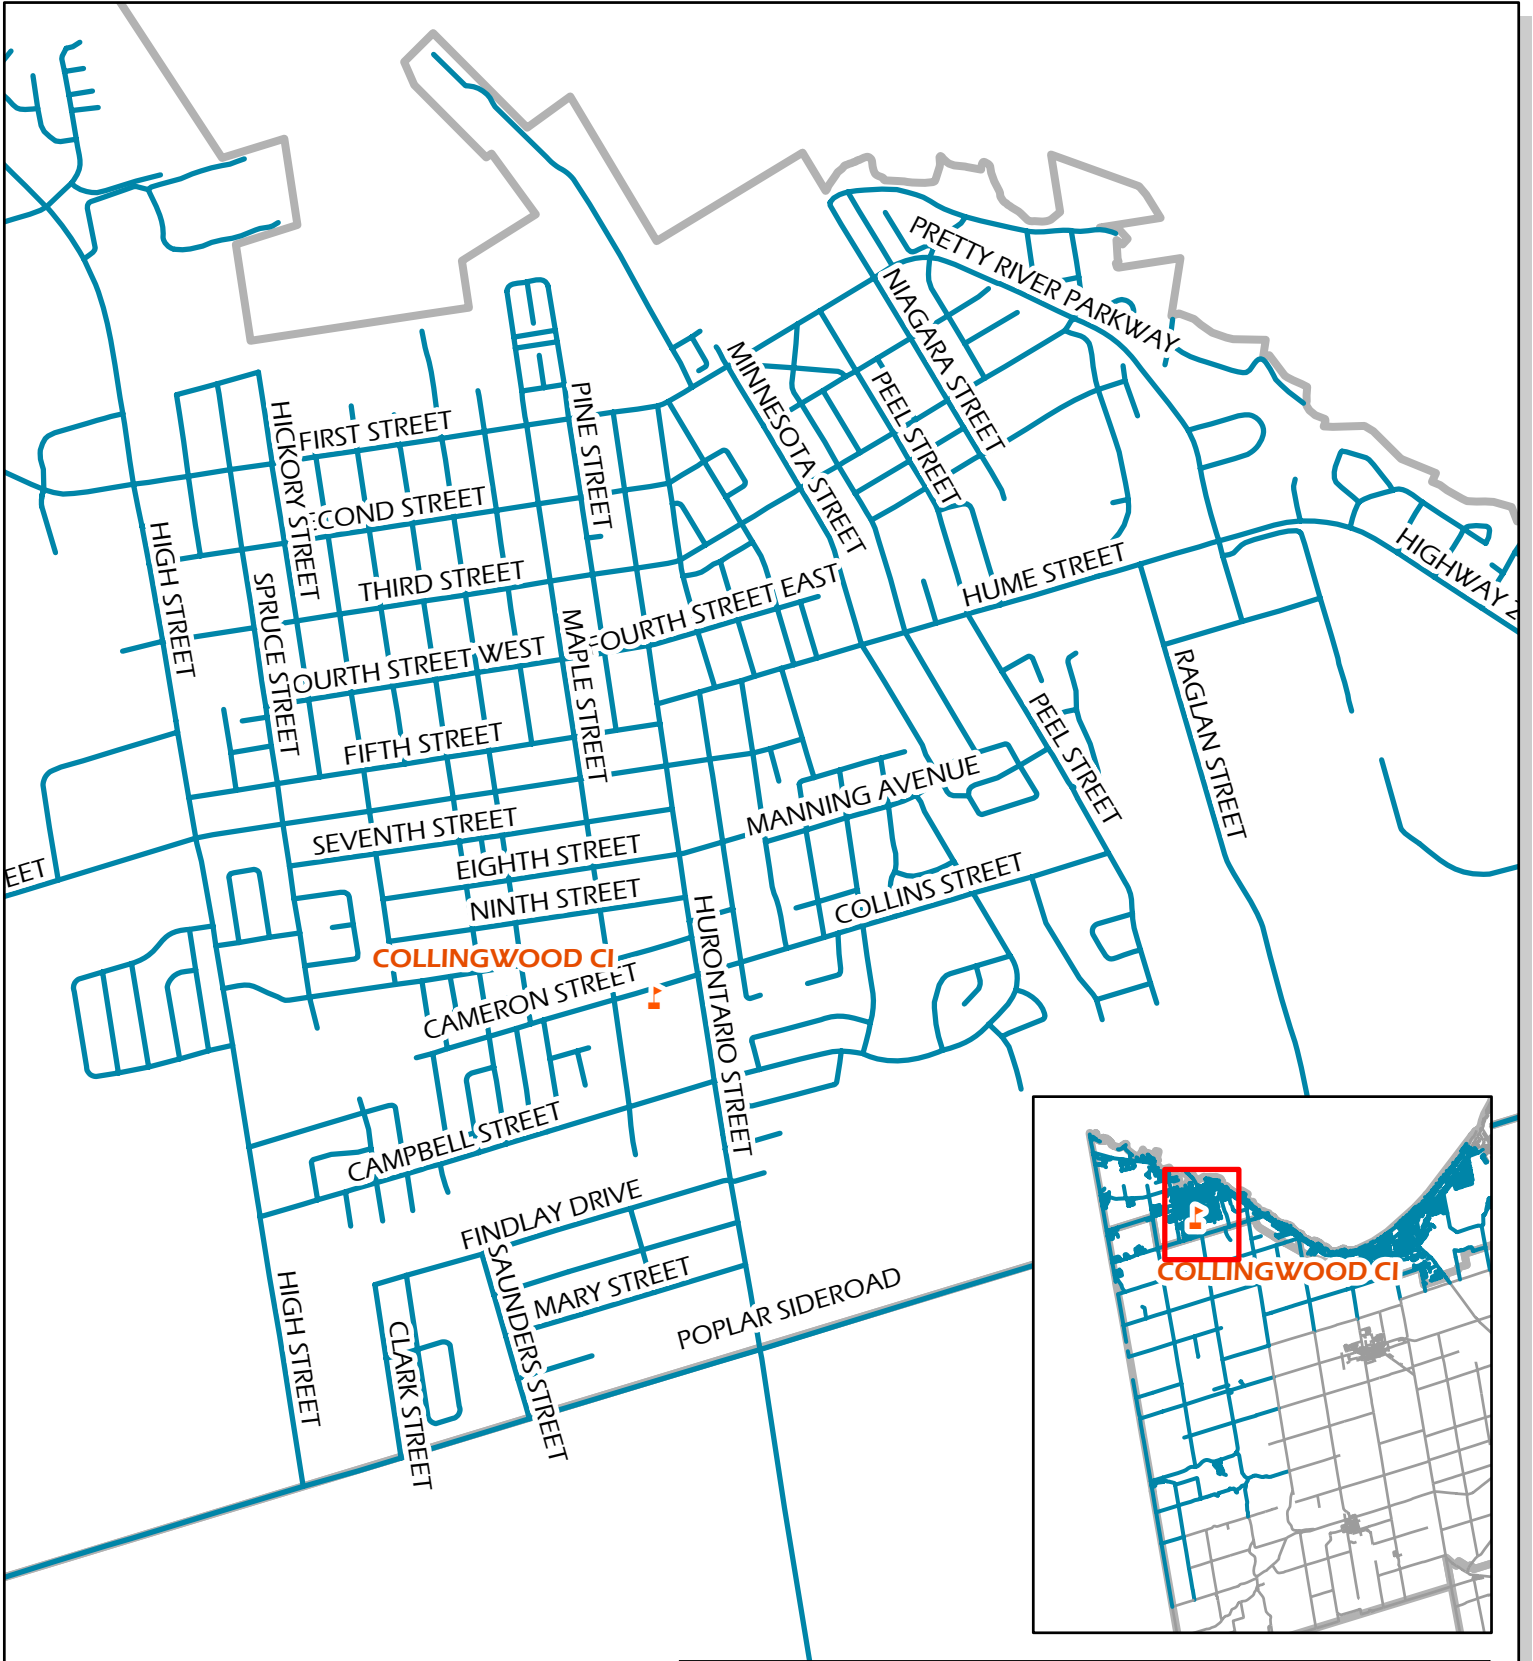 PRETTY RIVER PARKWAY
NIAGARA STREET
MINNESOTA STREET
PEEL STREET
PINE STREET
HICKORY STREET
FIRST STREET
ECOND STREET
HIGH STREET
THIRD STREET
SPRUCE STREET
HUME STREET
HIGHWAY 2
FOURTH STREET EAST
OURTH STREET WEST
MAPLE STREET
RAGLAN STREET
PEEL STREET
FIFTH STREET
MANNING AVENUE
SEVENTH STREET
EIGHTH STREET
EET
NINTH STREET
COLLINS STREET
HURONTARIO STREET
COLLINGWOOD CI
CAMERON STREET
CAMPBELL STREET
FINDLAY DRIVE
SAUNDERS STREET
MARY STREET
POPLAR SIDEROAD
HIGH STREET
CLARK STREET
COLLINGWOOD CI